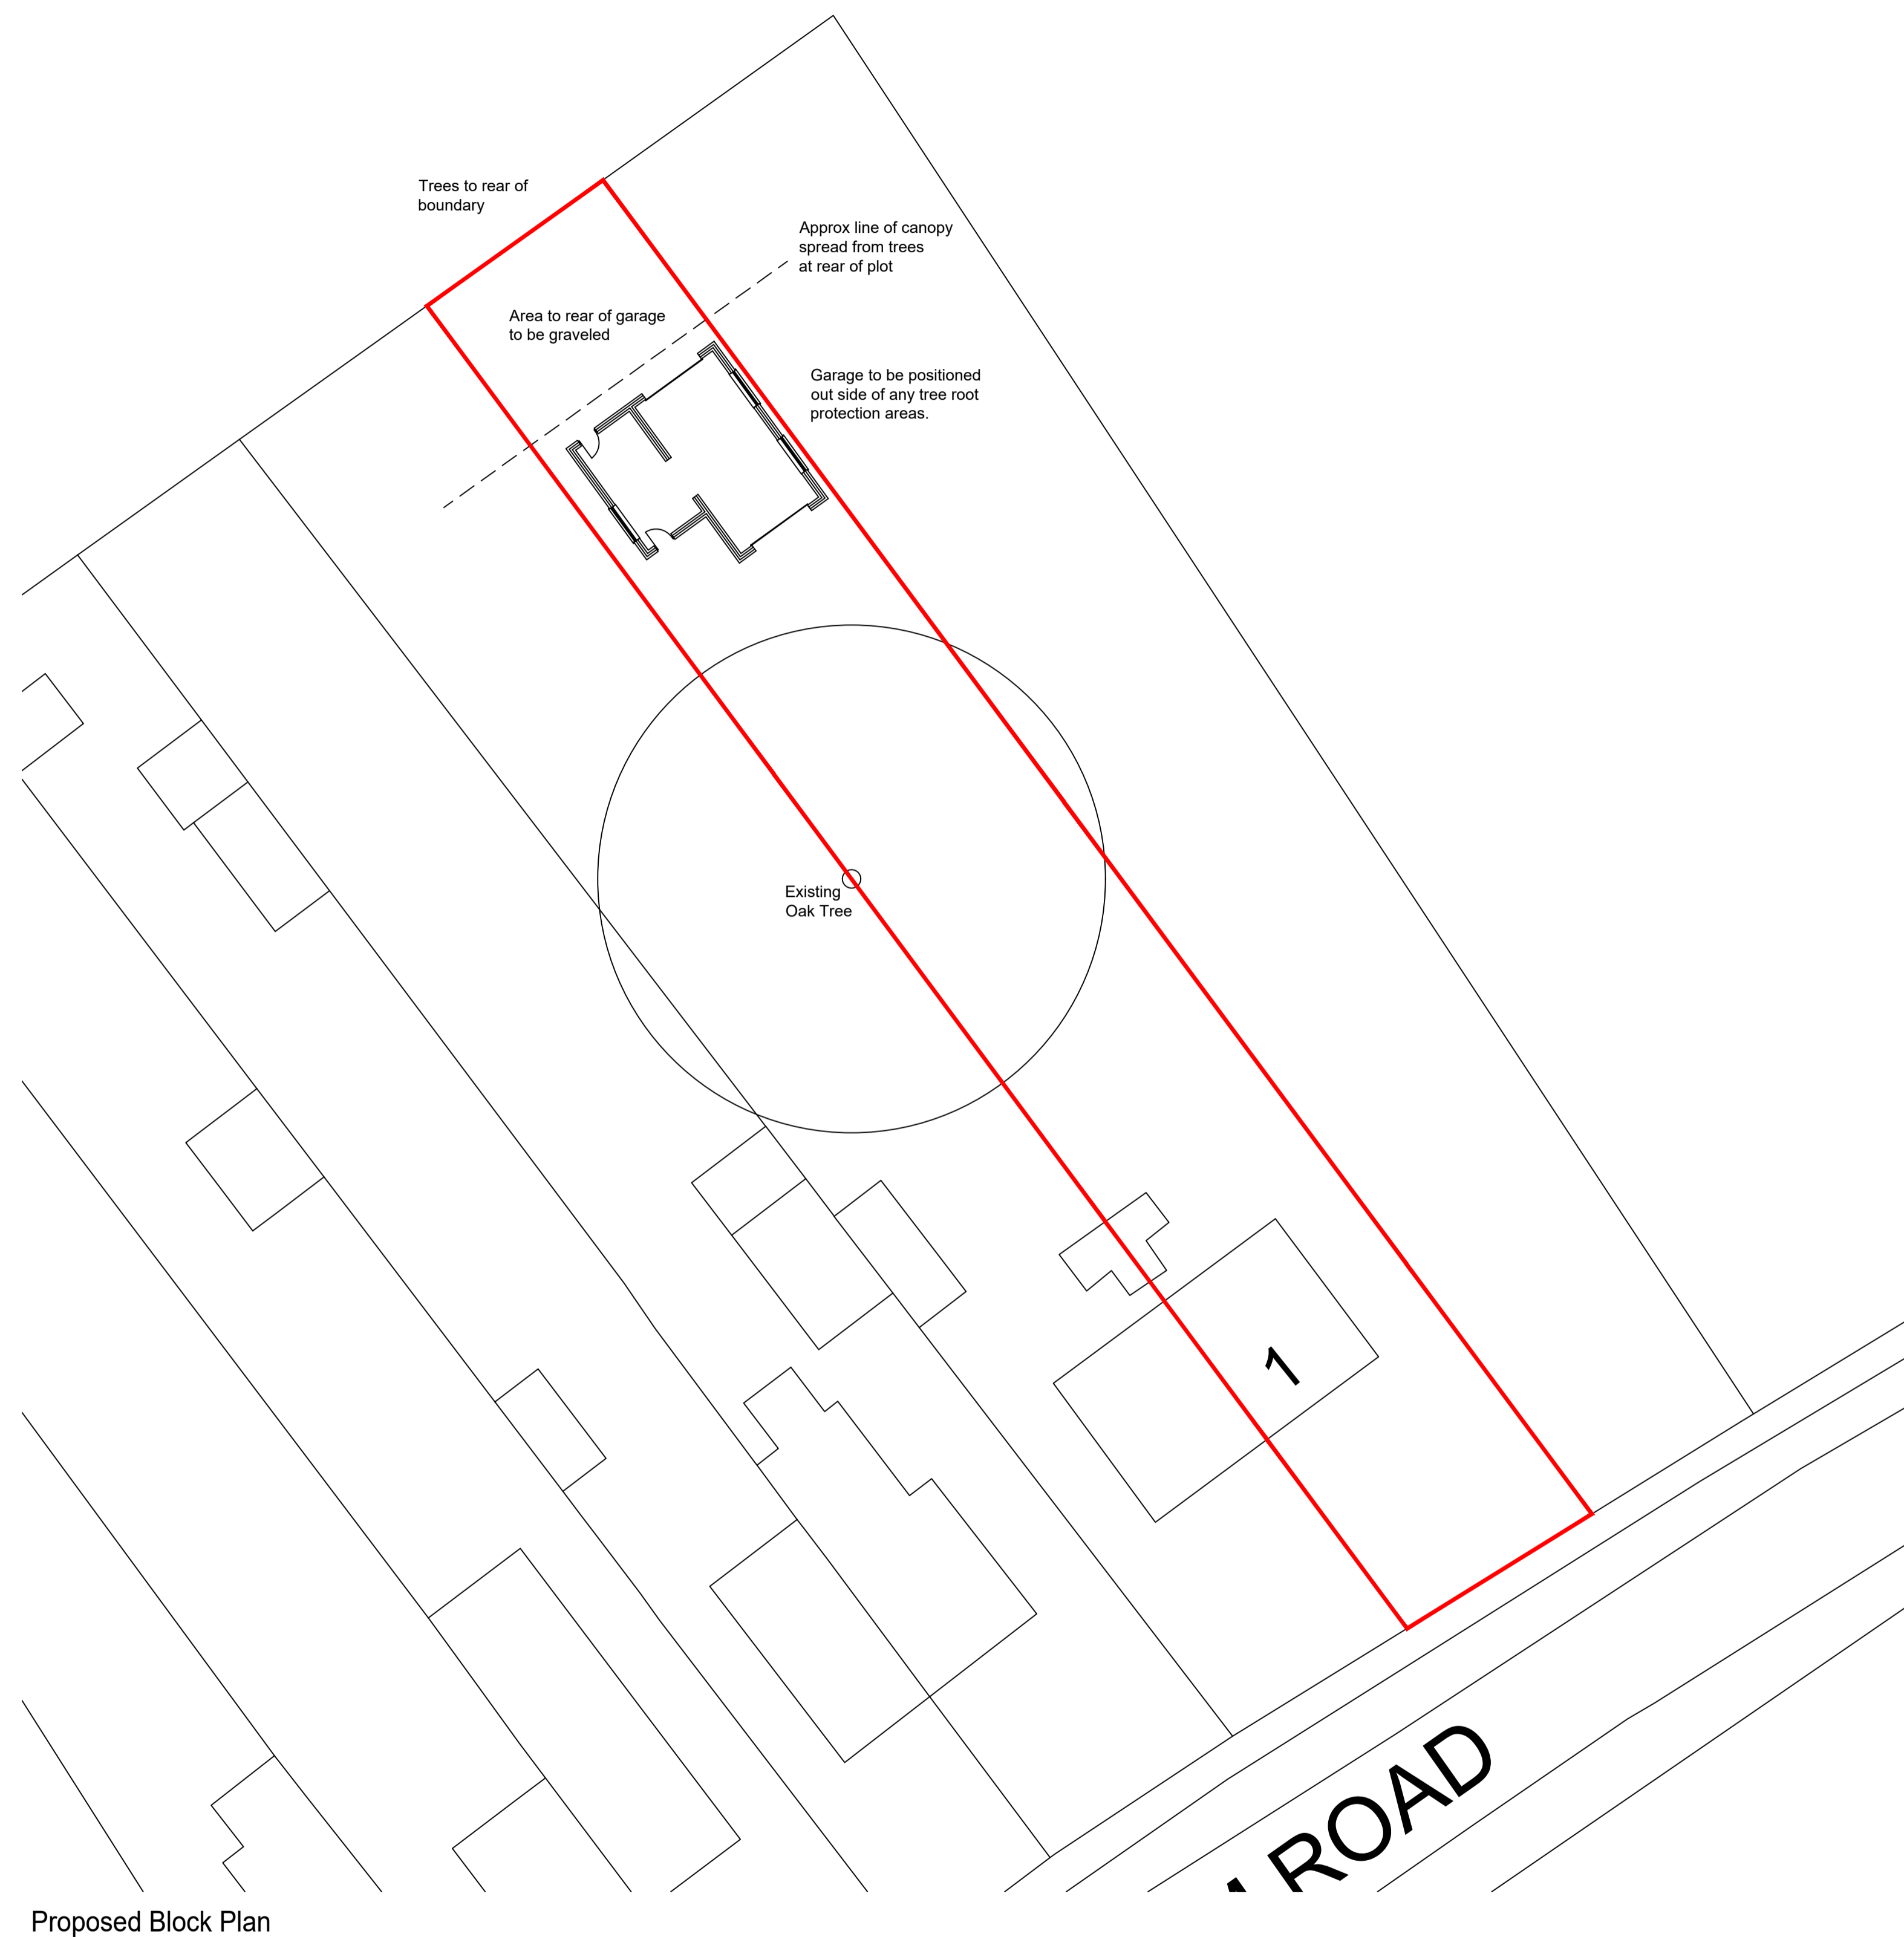 Trees to rear of
boundary
Approx line of canopy
spread from trees
at rear of plot
Area to rear of garage
to be graveled
Garage to be positioned
out side of any tree root
protection areas.
Existing
Oak Tree
1
ROAD
Proposed Block Plan